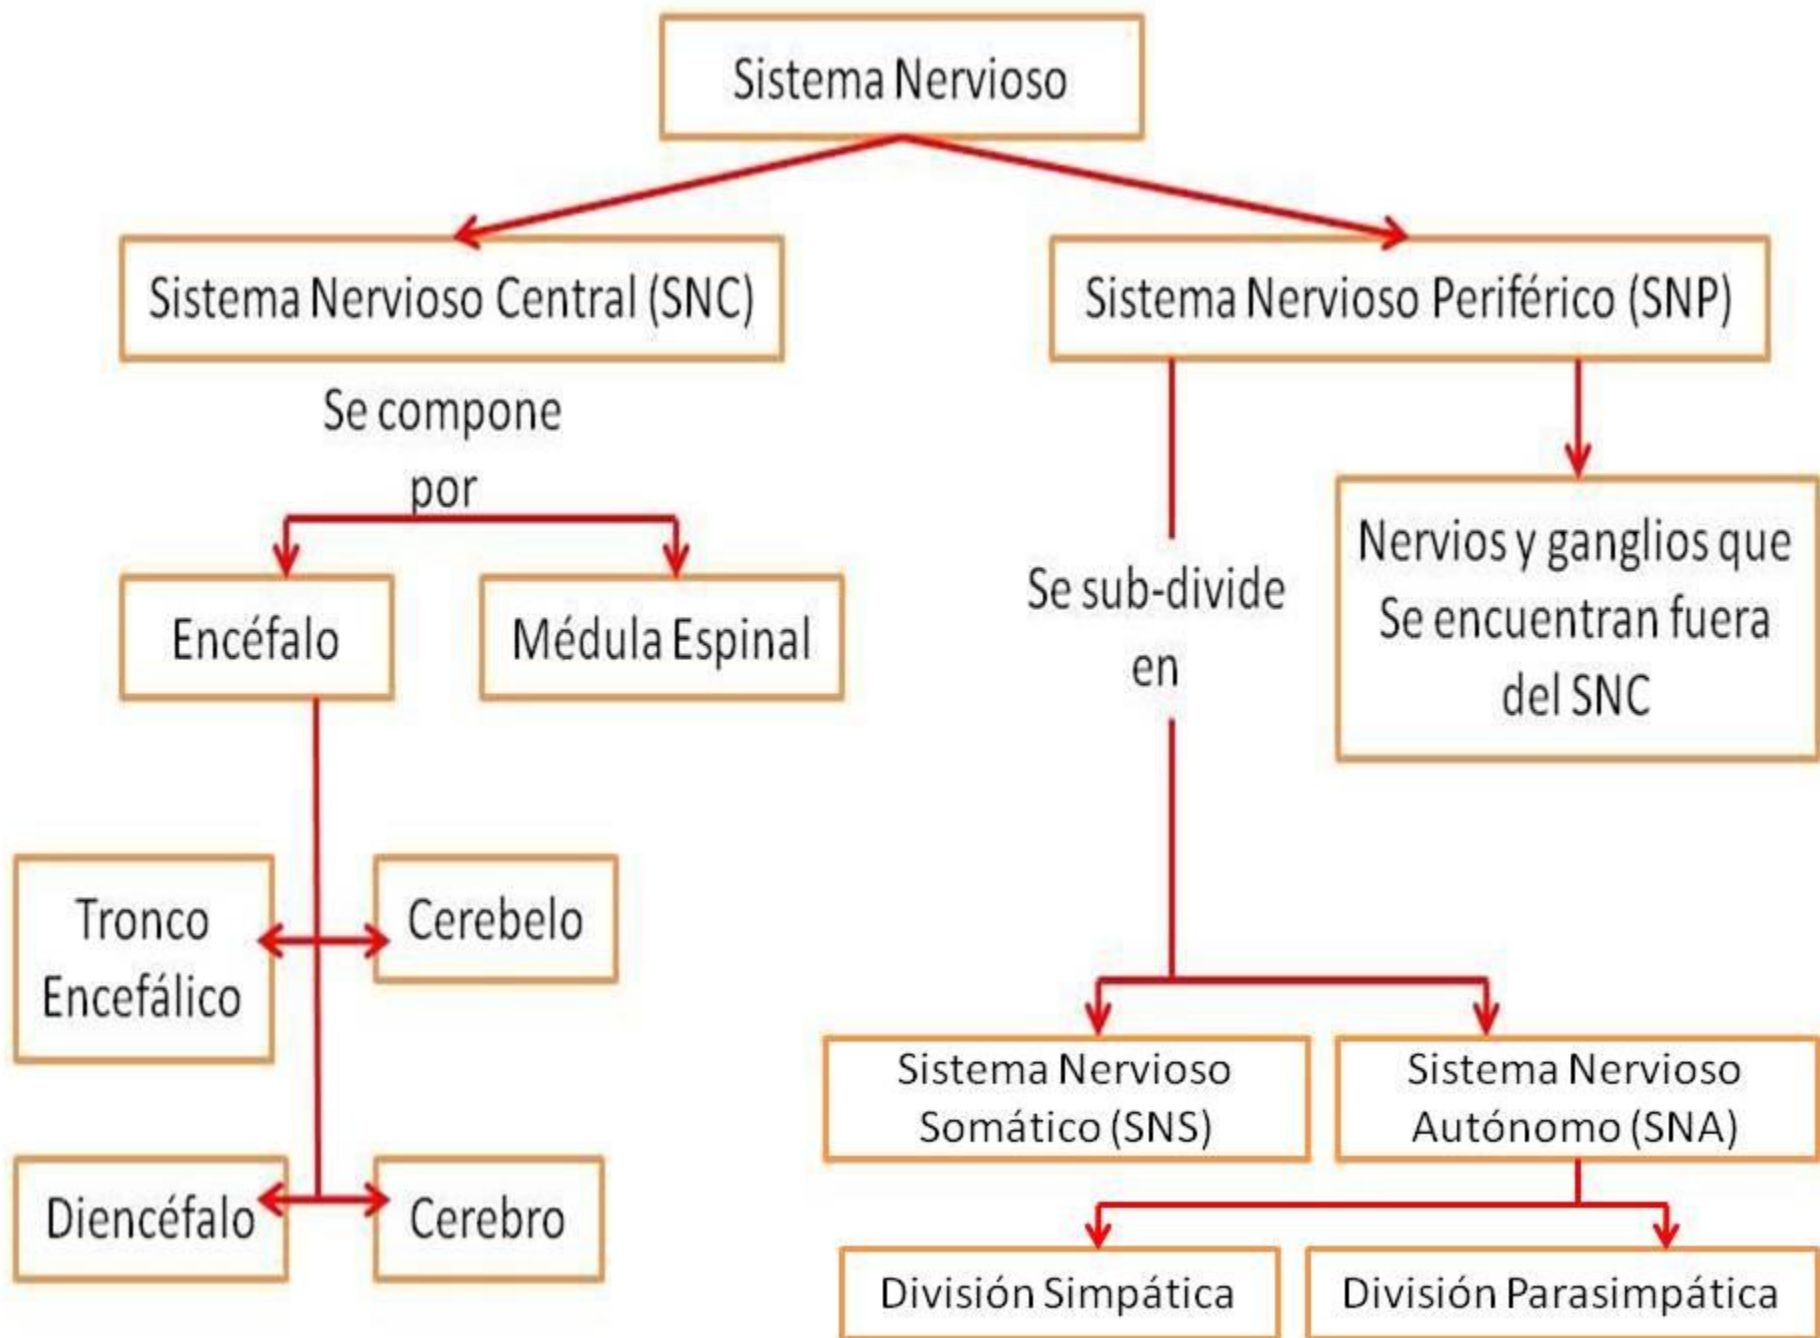 Sistema Nervioso
Sistema Nervioso Central (SNC)
Sistema Nervioso Periférico (SNP)
Se compone
por
Encéfalo
Médula Espinal
Se sub-divide
en
Nervios y ganglios que
Se encuentran fuera
del SNC
Tronco
Encefálico
Cerebelo
Diencéfalo
Cerebro
Sistema Nervioso
Somático (SNS)
Sistema Nervioso
Autónomo (SNA)
División Simpática
División Parasimpática